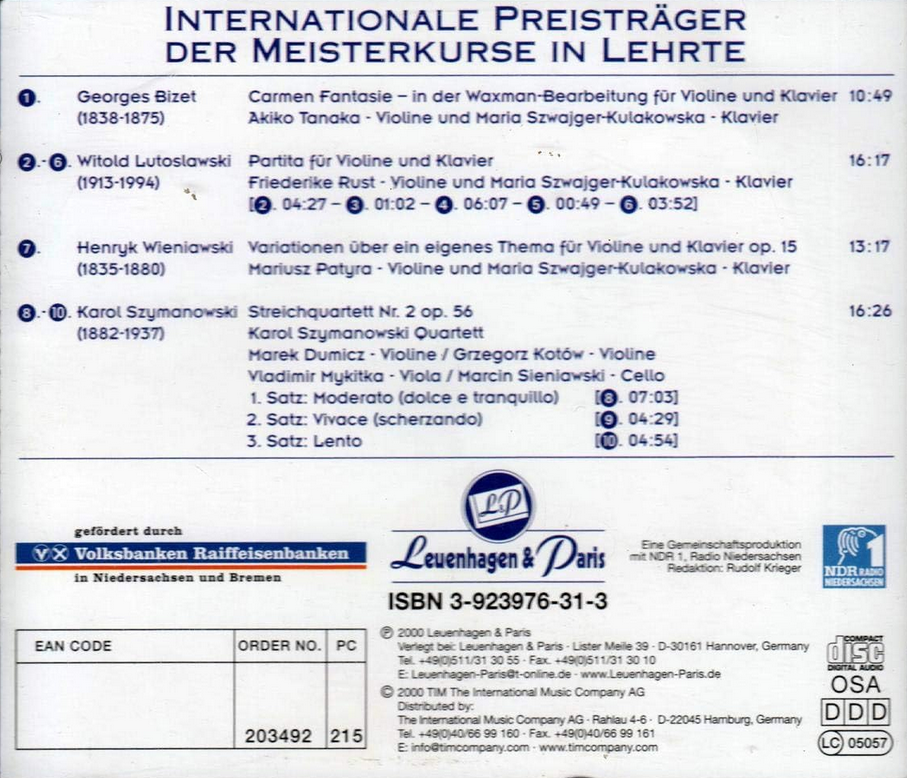 INTERNATIONALE PREISTRÄGER
DER MEISTERKURSE IN LEHRTE
1. Georges Bizet Carmen Fantasie – in der Waxman-Bearbeitung für Violine und Klavier 10:49
(1838-1875) Akiko Tanaka - Violine und Maria Szwajger-Kulakowska - Klavier
2.-6. Witold Lutoslawski Partita für Violine und Klavier 16:17
(1913-1994) Friederike Rust - Violine und Maria Szwajger-Kulakowska - Klavier
[2. 04:27 – 3. 01:02 – 4. 06:07 – 5. 00:49 – 6. 03:52]
7. Henryk Wieniawski Variationen über ein eigenes Thema für Violine und Klavier op. 15 13:17
(1835-1880) Mariusz Patyra - Violine und Maria Szwajger-Kulakowska - Klavier
8.-10. Karol Szymanowski Streichquartett Nr. 2 op. 56 16:26
(1882-1937) Karol Szymanowski Quartett
Marek Dumicz - Violine / Grzegorz Kotów - Violine
Vladimir Mykitka - Viola / Marcin Sieniawski - Cello
1. Satz: Moderato (dolce e tranquillo) [8. 07:03]
2. Satz: Vivace (scherzando) [9. 04:29]
3. Satz: Lento [10. 04:54]
gefördert durch
Volksbanken Raiffeisenbanken
in Niedersachsen und Bremen
L&P
Leuenhagen & Paris
ISBN 3-923976-31-3
Eine Gemeinschaftsproduktion
mit NDR 1, Radio Niedersachsen
Redaktion: Rudolf Krieger
1
NDR RADIO
NIEDERSACHSEN
EAN CODE ORDER NO. PC
203492 215
℗ 2000 Leuenhagen & Paris
Verlegt bei: Leuenhagen & Paris · Lister Meile 39 · D-30161 Hannover, Germany
Tel. +49(0)511/31 30 55 · Fax. +49(0)511/31 30 10
E: Leuenhagen-Paris@t-online.de · www.Leuenhagen-Paris.de
© 2000 TIM The International Music Company AG
Distributed by:
The International Music Company AG · Rahlau 4-6 · D-22045 Hamburg, Germany
Tel. +49(0)40/66 99 160 · Fax. +49(0)40/66 99 161
E: info@timcompany.com · www.timcompany.com
COMPACT
disc
DIGITAL AUDIO
OSA
DDD
LC 05057